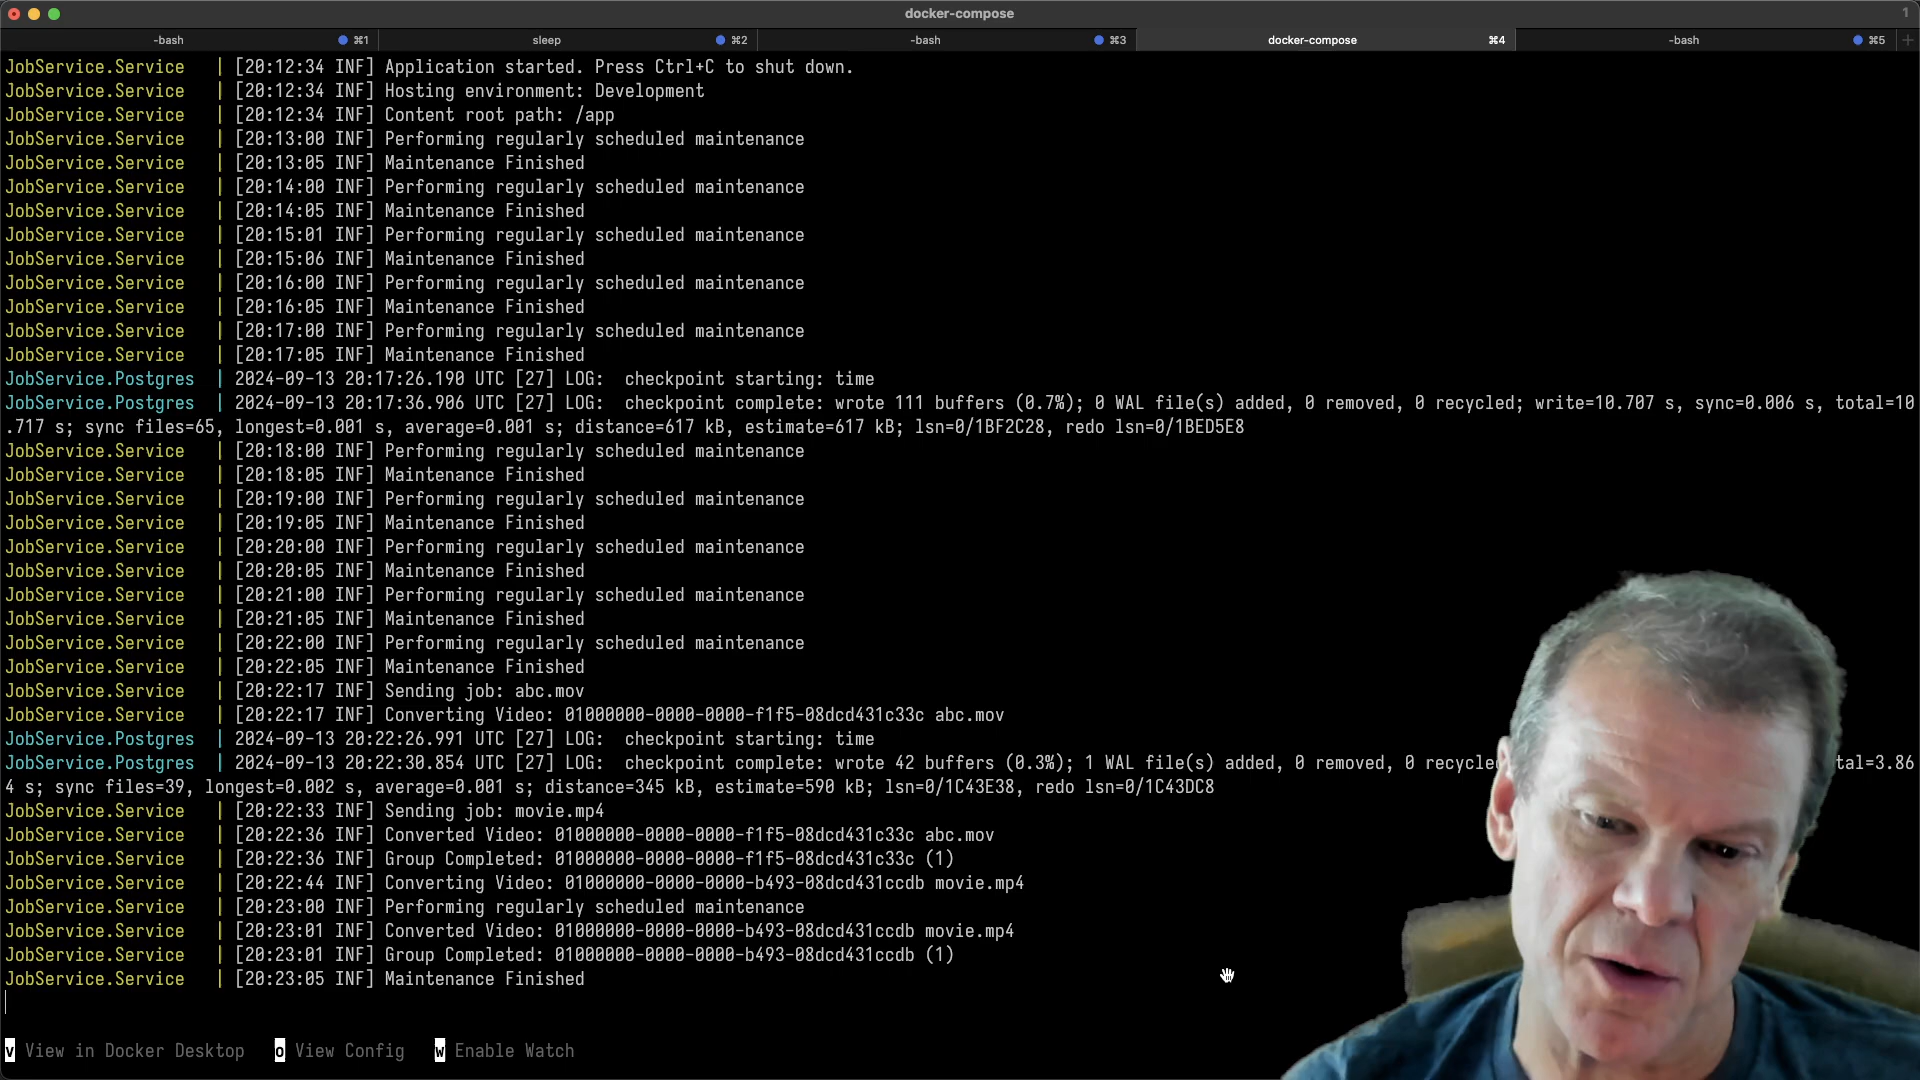 docker-compose
1
-bash ⌘1 sleep ⌘2 -bash ⌘3 docker-compose ⌘4 -bash ⌘5 +
JobService.Service | [20:12:34 INF] Application started. Press Ctrl+C to shut down.
JobService.Service | [20:12:34 INF] Hosting environment: Development
JobService.Service | [20:12:34 INF] Content root path: /app
JobService.Service | [20:13:00 INF] Performing regularly scheduled maintenance
JobService.Service | [20:13:05 INF] Maintenance Finished
JobService.Service | [20:14:00 INF] Performing regularly scheduled maintenance
JobService.Service | [20:14:05 INF] Maintenance Finished
JobService.Service | [20:15:01 INF] Performing regularly scheduled maintenance
JobService.Service | [20:15:06 INF] Maintenance Finished
JobService.Service | [20:16:00 INF] Performing regularly scheduled maintenance
JobService.Service | [20:16:05 INF] Maintenance Finished
JobService.Service | [20:17:00 INF] Performing regularly scheduled maintenance
JobService.Service | [20:17:05 INF] Maintenance Finished
JobService.Postgres | 2024-09-13 20:17:26.190 UTC [27] LOG:  checkpoint starting: time
JobService.Postgres | 2024-09-13 20:17:36.906 UTC [27] LOG:  checkpoint complete: wrote 111 buffers (0.7%); 0 WAL file(s) added, 0 removed, 0 recycled; write=10.707 s, sync=0.006 s, total=10
.717 s; sync files=65, longest=0.001 s, average=0.001 s; distance=617 kB, estimate=617 kB; lsn=0/1BF2C28, redo lsn=0/1BED5E8
JobService.Service | [20:18:00 INF] Performing regularly scheduled maintenance
JobService.Service | [20:18:05 INF] Maintenance Finished
JobService.Service | [20:19:00 INF] Performing regularly scheduled maintenance
JobService.Service | [20:19:05 INF] Maintenance Finished
JobService.Service | [20:20:00 INF] Performing regularly scheduled maintenance
JobService.Service | [20:20:05 INF] Maintenance Finished
JobService.Service | [20:21:00 INF] Performing regularly scheduled maintenance
JobService.Service | [20:21:05 INF] Maintenance Finished
JobService.Service | [20:22:00 INF] Performing regularly scheduled maintenance
JobService.Service | [20:22:05 INF] Maintenance Finished
JobService.Service | [20:22:17 INF] Sending job: abc.mov
JobService.Service | [20:22:17 INF] Converting Video: 01000000-0000-0000-f1f5-08dcd431c33c abc.mov
JobService.Postgres | 2024-09-13 20:22:26.991 UTC [27] LOG:  checkpoint starting: time
JobService.Postgres | 2024-09-13 20:22:30.854 UTC [27] LOG:  checkpoint complete: wrote 42 buffers (0.3%); 1 WAL file(s) added, 0 removed, 0 recycle tal=3.86
4 s; sync files=39, longest=0.002 s, average=0.001 s; distance=345 kB, estimate=590 kB; lsn=0/1C43E38, redo lsn=0/1C43DC8
JobService.Service | [20:22:33 INF] Sending job: movie.mp4
JobService.Service | [20:22:36 INF] Converted Video: 01000000-0000-0000-f1f5-08dcd431c33c abc.mov
JobService.Service | [20:22:36 INF] Group Completed: 01000000-0000-0000-f1f5-08dcd431c33c (1)
JobService.Service | [20:22:44 INF] Converting Video: 01000000-0000-0000-b493-08dcd431ccdb movie.mp4
JobService.Service | [20:23:00 INF] Performing regularly scheduled maintenance
JobService.Service | [20:23:01 INF] Converted Video: 01000000-0000-0000-b493-08dcd431ccdb movie.mp4
JobService.Service | [20:23:01 INF] Group Completed: 01000000-0000-0000-b493-08dcd431ccdb (1)
JobService.Service | [20:23:05 INF] Maintenance Finished
v View in Docker Desktop o View Config w Enable Watch